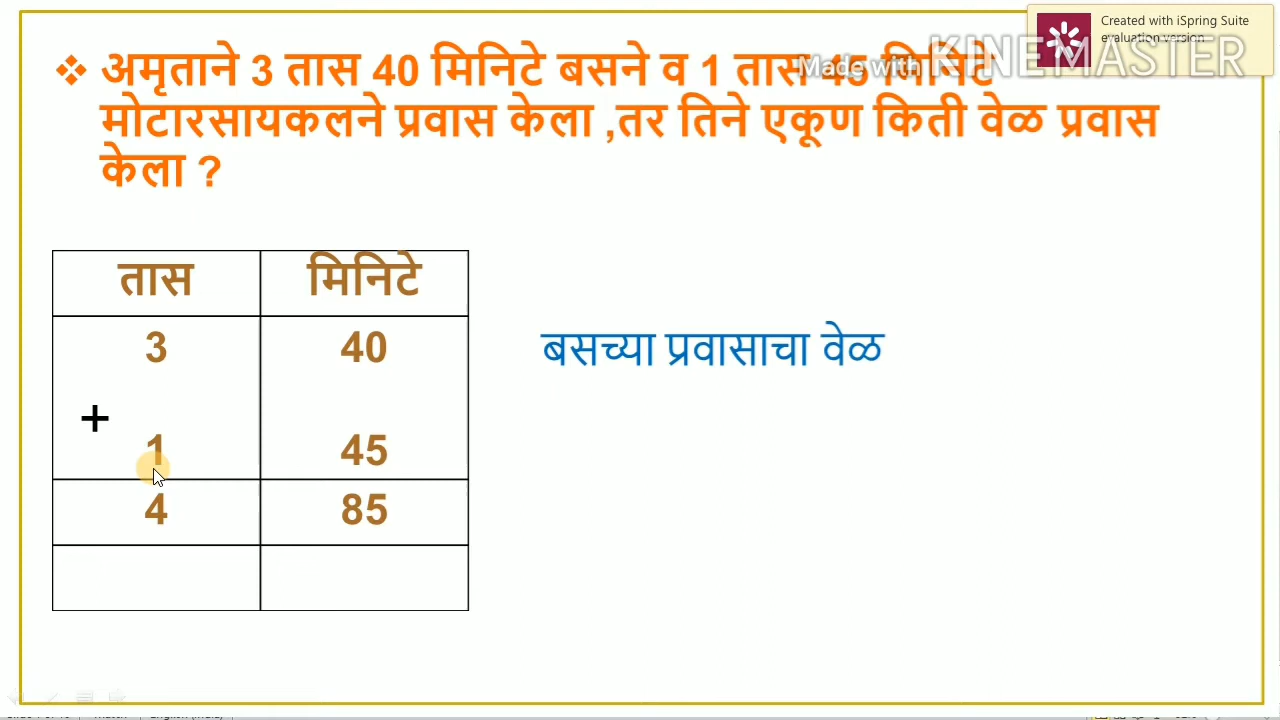 Created with iSpring Suite
evaluation version
Made with KINEMASTER
❖ अमृताने 3 तास 40 मिनिटे बसने व 1 तास 45 मिनिटे
मोटारसायकलने प्रवास केला ,तर तिने एकूण किती वेळ प्रवास
केला ?
तास मिनिटे
3 40
बसच्या प्रवासाचा वेळ
+
1 45
4 85